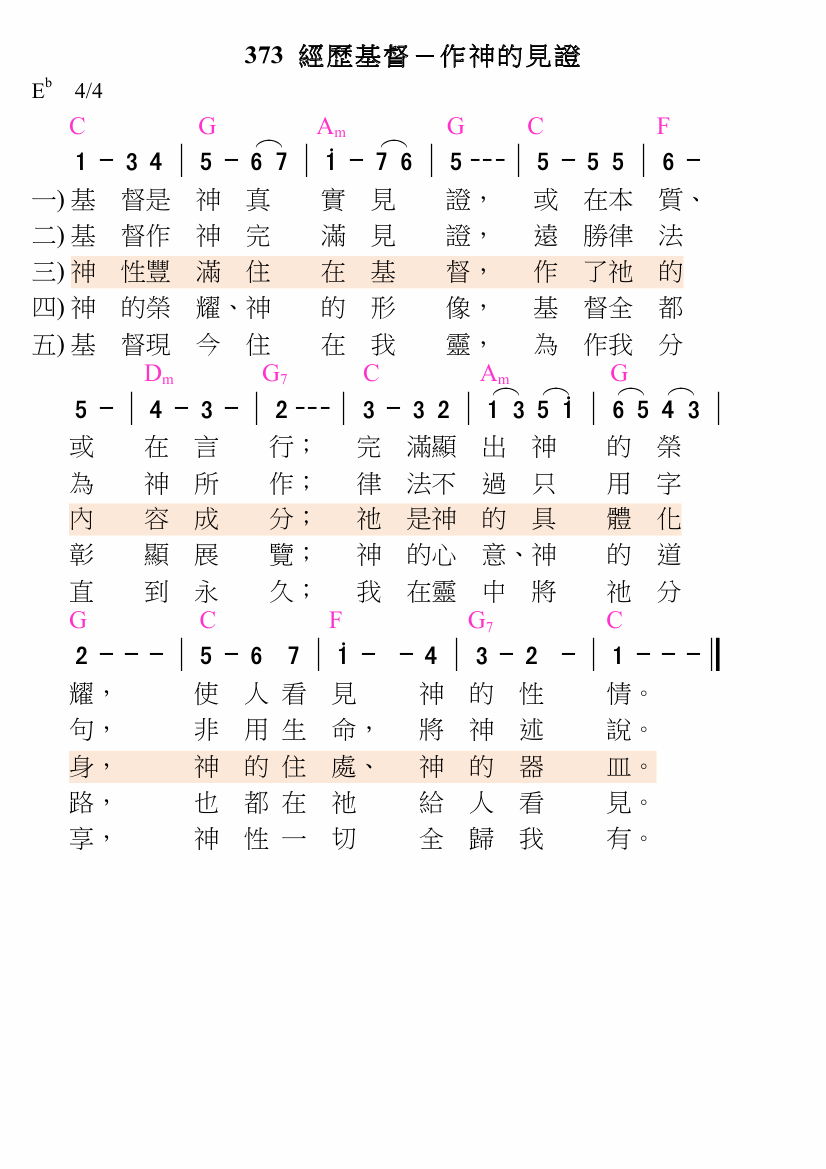 373 經歷基督－作神的見證
E♭ 4/4
C G Am G C F
1 - 3 4 | 5 - 6 7 | i - 7 6 | 5 - - - | 5 - 5 5 | 6 -
一) 基 督是 神 真 實 見 證， 或 在本 質、
二) 基 督作 神 完 滿 見 證， 遠 勝律 法
三) 神 性豐 滿 住 在 基 督， 作 了祂 的
四) 神 的榮 耀、神 的 形 像， 基 督全 都
五) 基 督現 今 住 在 我 靈， 為 作我 分
Dm G7 C Am G
5 - | 4 - 3 - | 2 - - - | 3 - 3 2 | 1 3 5 i | 6 5 4 3 |
或 在 言 行； 完 滿顯 出 神 的 榮
為 神 所 作； 律 法不 過 只 用 字
內 容 成 分； 祂 是神 的 具 體 化
彰 顯 展 覽； 神 的心 意、神 的 道
直 到 永 久； 我 在靈 中 將 祂 分
G C F G7 C
2 - - - | 5 - 6 7 | i - - 4 | 3 - 2 - | 1 - - - ‖
耀， 使 人 看 見 神 的 性 情。
句， 非 用 生 命， 將 神 述 說。
身， 神 的 住 處、 神 的 器 皿。
路， 也 都 在 祂 給 人 看 見。
享， 神 性 一 切 全 歸 我 有。